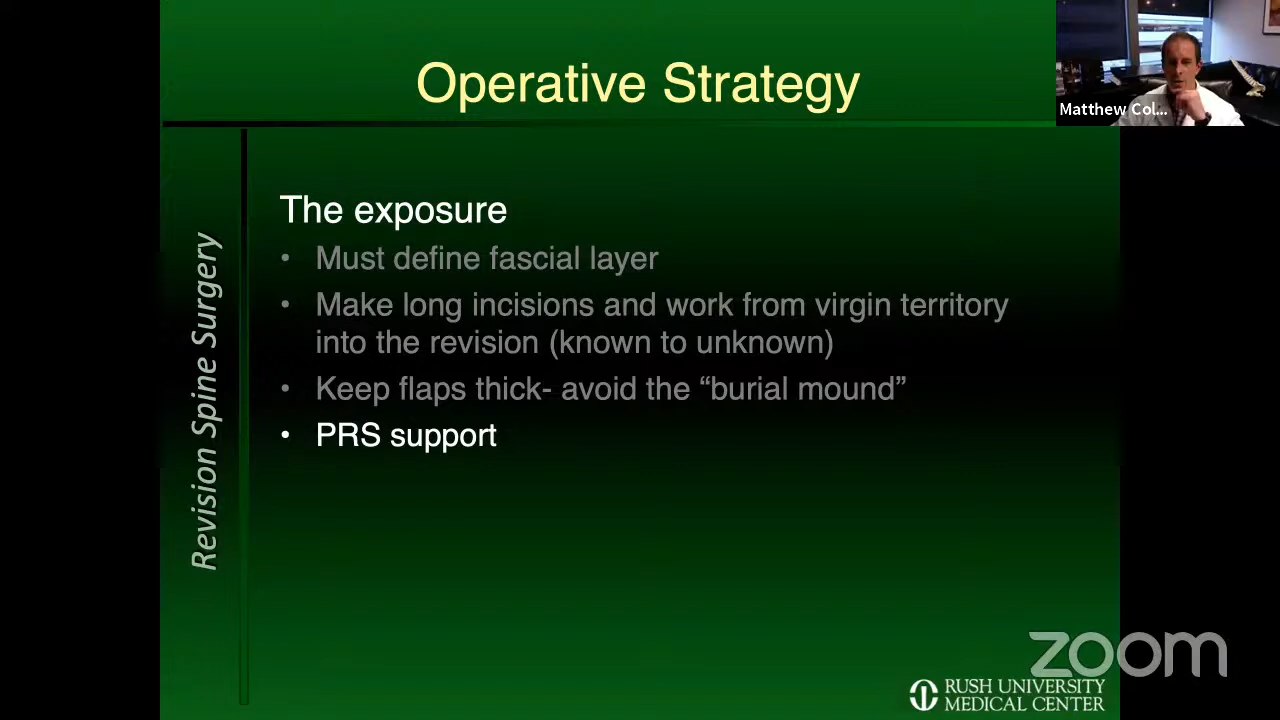 Operative Strategy
Matthew Col...
The exposure
• Must define fascial layer
• Make long incisions and work from virgin territory
into the revision (known to unknown)
• Keep flaps thick- avoid the “burial mound”
• PRS support
Revision Spine Surgery
zoom
RUSH UNIVERSITY
MEDICAL CENTER